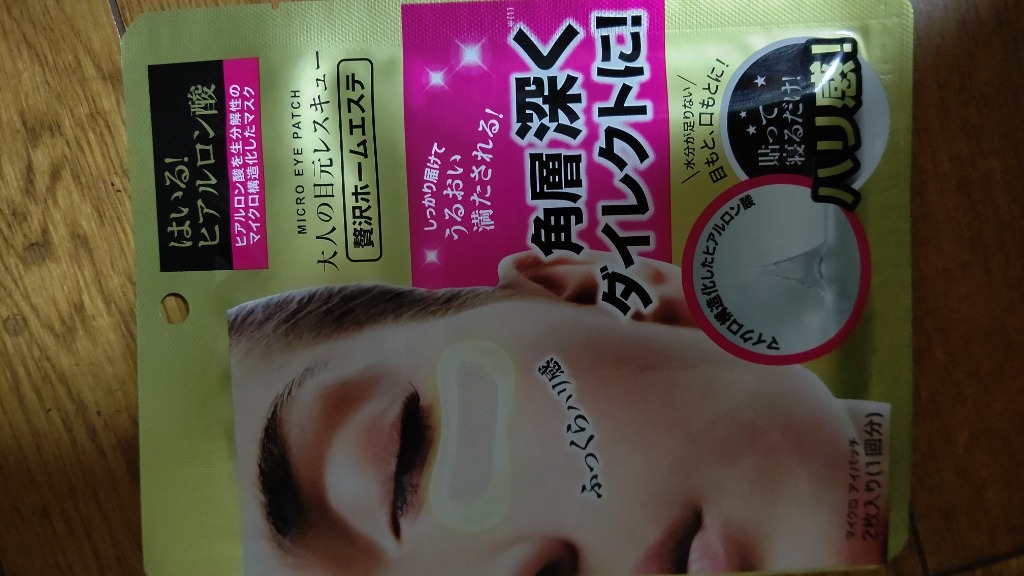 はいる!
ヒアルロン酸
ヒアルロン酸を生分解性の
マイクロ構造化したマスク
MICRO EYE PATCH
大人の目元レスキュー
贅沢ホームエステ
しっかり届けて
うるおい
満たされる!
角層深く(※1)
ダイレクトに!
水分が足りない
目もと、口もとに!
貼って
寝るだけ!
ハリ感!
マイクロ構造化したヒアルロン酸
ふっくらハリ感
マイクロ アイパッチ
2枚入り(1回分)